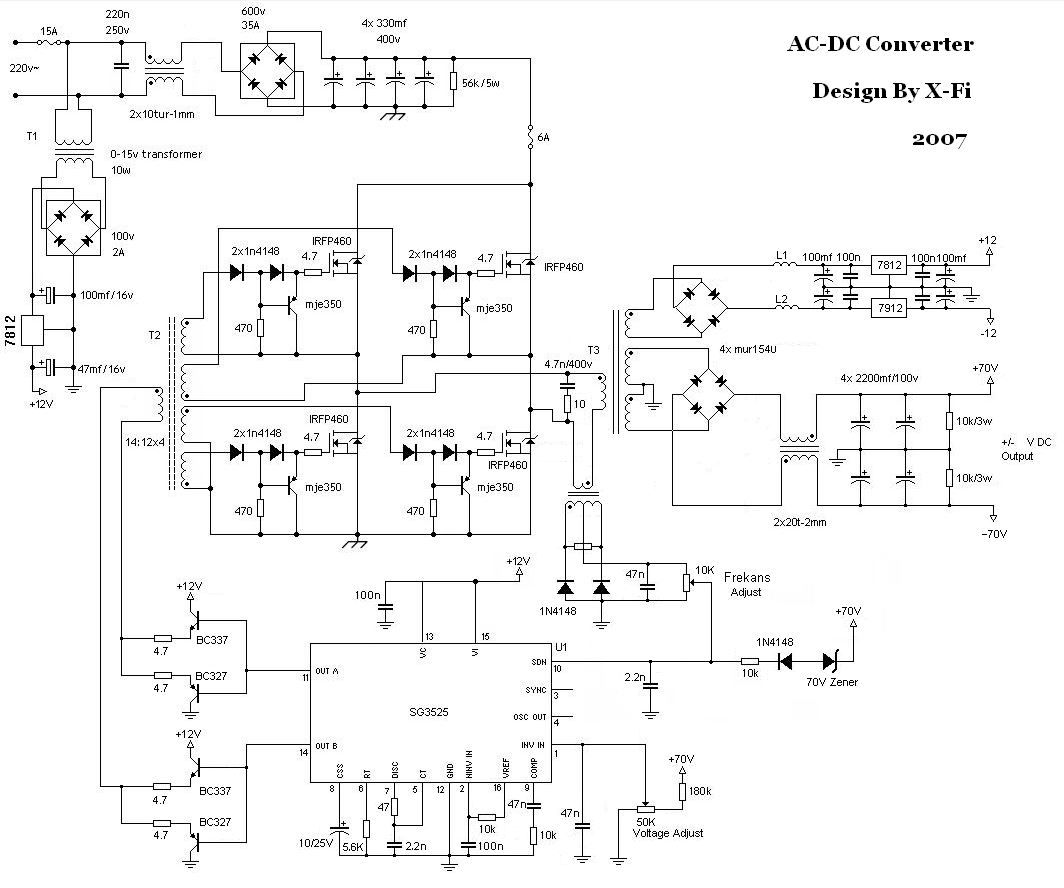 AC-DC Converter
Design By X-Fi
2007
15A
220v~
220n
250v
2x10tur-1mm
600v
35A
4x 330mf
400v
56k/5w
6A
T1
0-15v transformer
10w
100v
2A
100mf/16v
7812
47mf/16v
+12V
T2
14:12x4
2x1n4148
4.7
IRFP460
mje350
470
2x1n4148
4.7
IRFP460
mje350
470
2x1n4148
4.7
IRFP460
mje350
470
2x1n4148
4.7
IRFP460
mje350
470
4.7n/400v
10
T3
L1
L2
100mf
100n
7812
7912
100n
100mf
+12
-12
4x mur1540
4x 2200mf/100v
+70V
10k/3w
10k/3w
+/- V DC
Output
2x20t-2mm
-70V
1N4148
47n
10K
Frekans
Adjust
+12V
100n
+12V
BC337
4.7
BC327
4.7
+12V
BC337
4.7
BC327
4.7
U1
SG3525
VC
13
VI
15
OUT A
11
OUT B
14
SDN
10
SYNC
3
OSC OUT
4
INV IN
1
CSS
8
RT
6
DISC
7
CT
5
GND
12
NINV IN
2
VREF
16
COMP
9
10/25V
5.6K
47
2.2n
10k
100n
47n
10k
47n
2.2n
10k
1N4148
70V Zener
+70V
+70V
180k
50K
Voltage Adjust